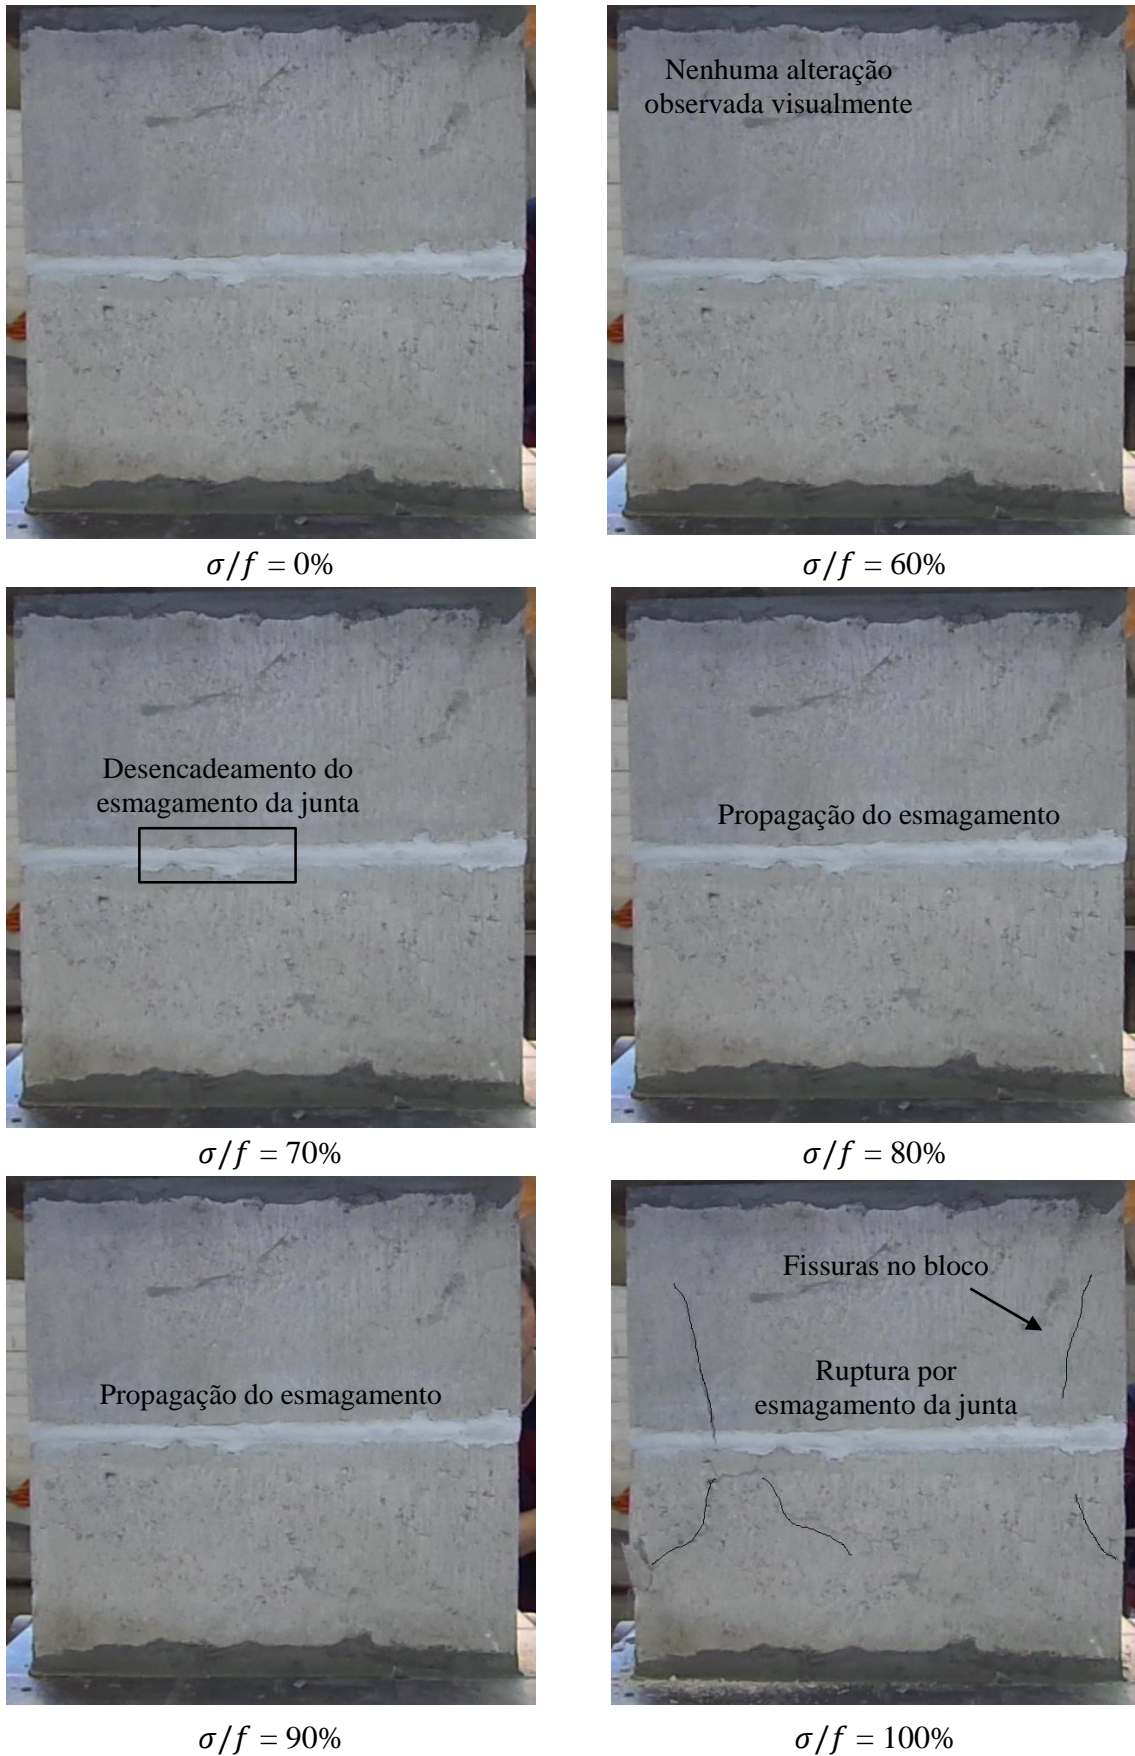 Nenhuma alteração
observada visualmente
σ/f = 0%
σ/f = 60%
Desencadeamento do
esmagamento da junta
Propagação do esmagamento
σ/f = 70%
σ/f = 80%
Propagação do esmagamento
Fissuras no bloco
Ruptura por
esmagamento da junta
σ/f = 90%
σ/f = 100%